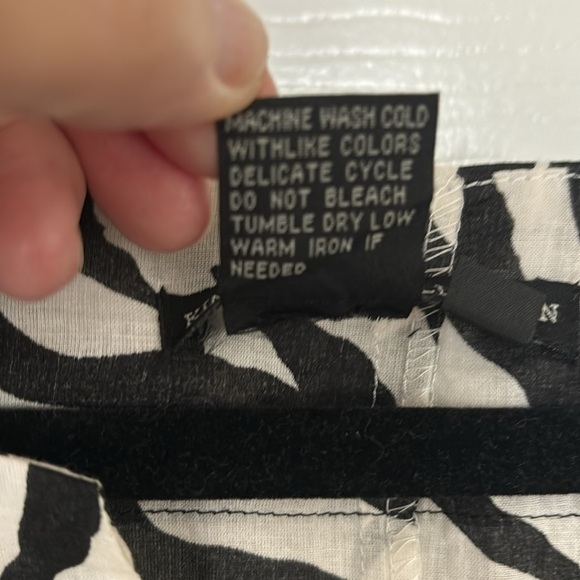 MACHINE WASH COLD
WITHLIKE COLORS
DELICATE CYCLE
DO NOT BLEACH
TUMBLE DRY LOW
WARM IRON IF
NEEDED